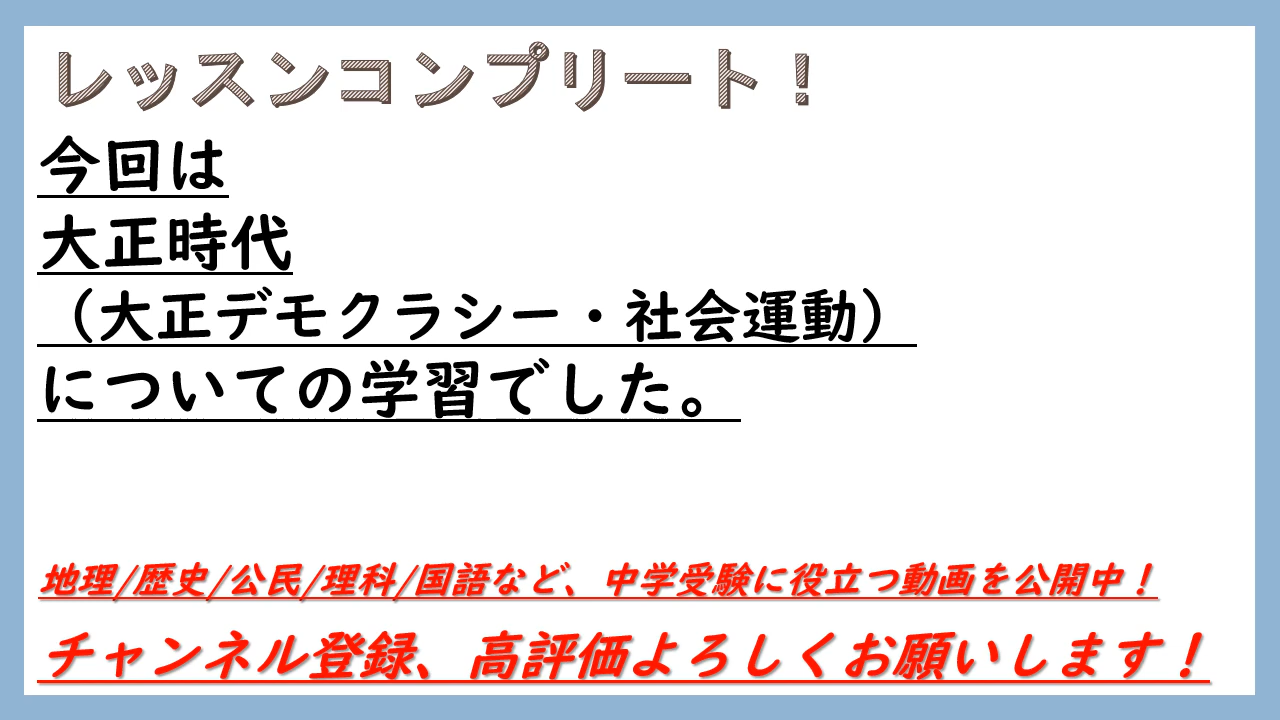 レッスンコンプリート！
今回は
大正時代
（大正デモクラシー・社会運動）
についての学習でした。
地理/歴史/公民/理科/国語など、中学受験に役立つ動画を公開中！
チャンネル登録、高評価よろしくお願いします！